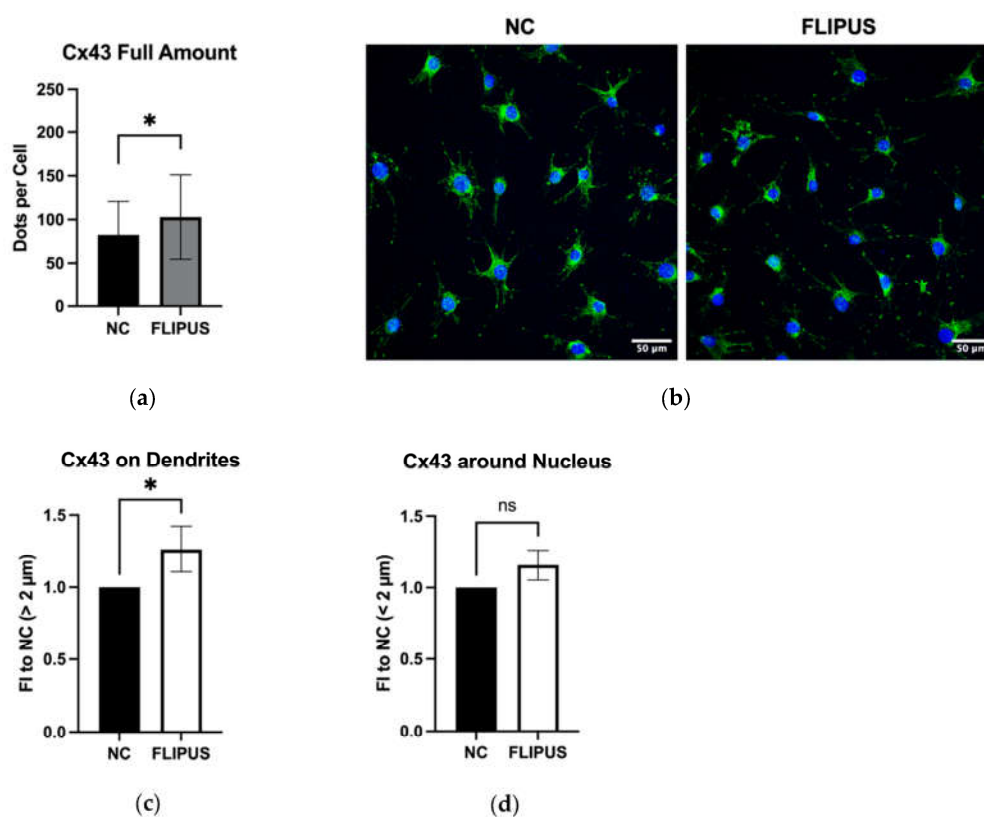 Cx43 Full Amount
Dots per Cell
250
200
150
100
50
0
*
NC
FLIPUS
(a)
NC
FLIPUS
50 μm
50 μm
(b)
Cx43 on Dendrites
FI to NC (> 2 μm)
1.5
1.0
0.5
0.0
*
NC
FLIPUS
(c)
Cx43 around Nucleus
FI to NC (< 2 μm)
1.5
1.0
0.5
0.0
ns
NC
FLIPUS
(d)